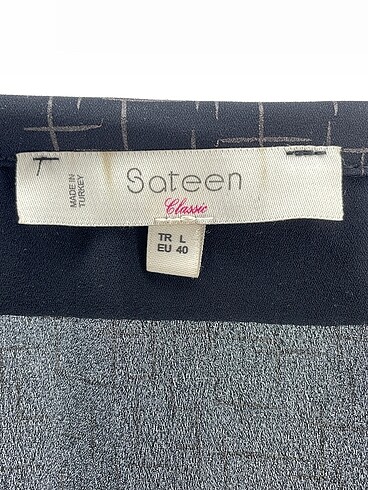 MADE IN
TURKEY
Sateen
Classic
TR L
EU 40